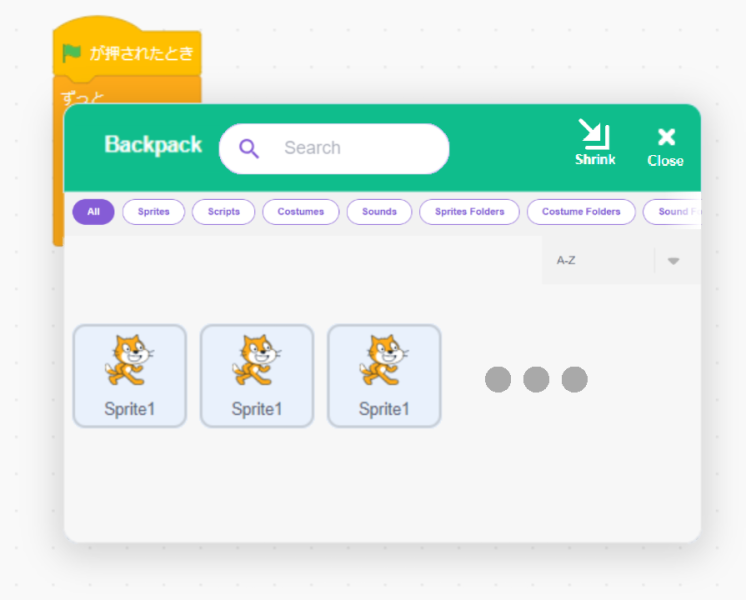 が押されたとき
ずっと
Backpack
Search
Shrink
Close
All
Sprites
Scripts
Costumes
Sounds
Sprites Folders
Costume Folders
Sound
A-Z
Sprite1
Sprite1
Sprite1